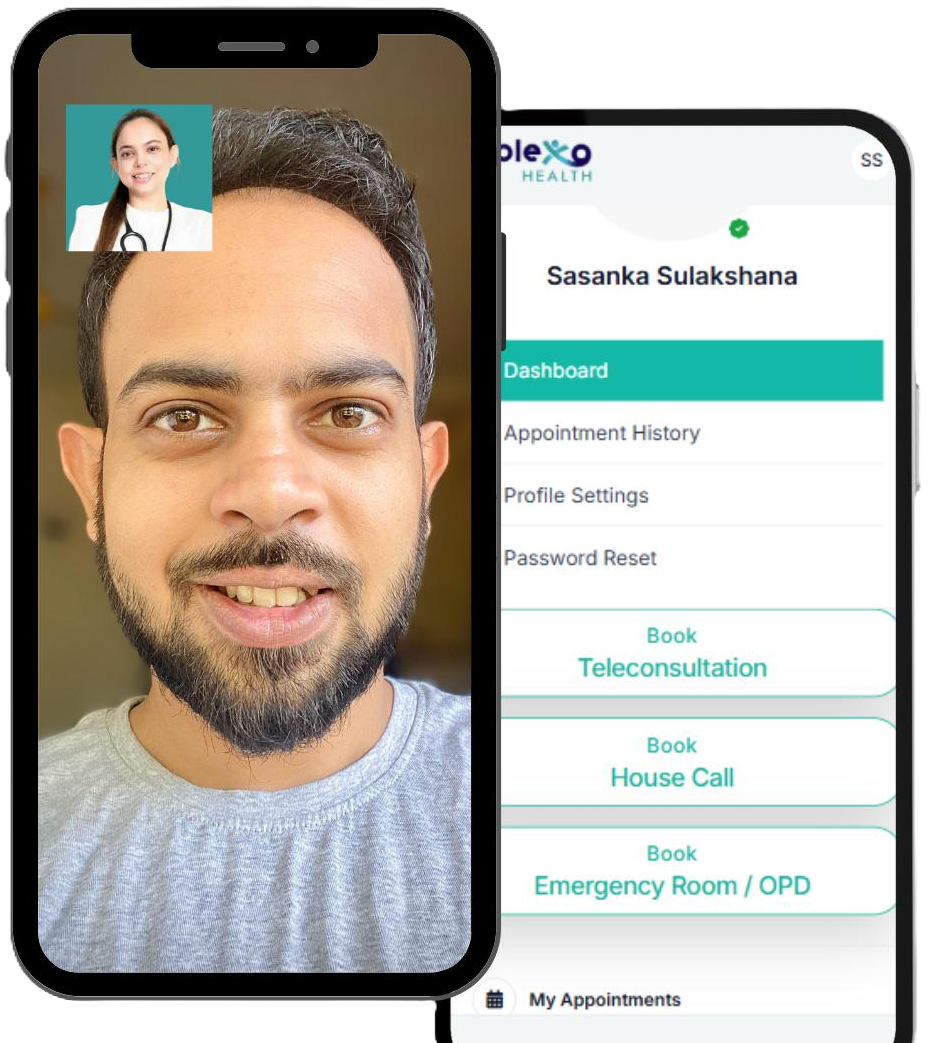 HEALTH
SS
Sasanka Sulakshana
Dashboard
Appointment History
Profile Settings
Password Reset
Book
Teleconsultation
Book
House Call
Book
Emergency Room / OPD
My Appointments